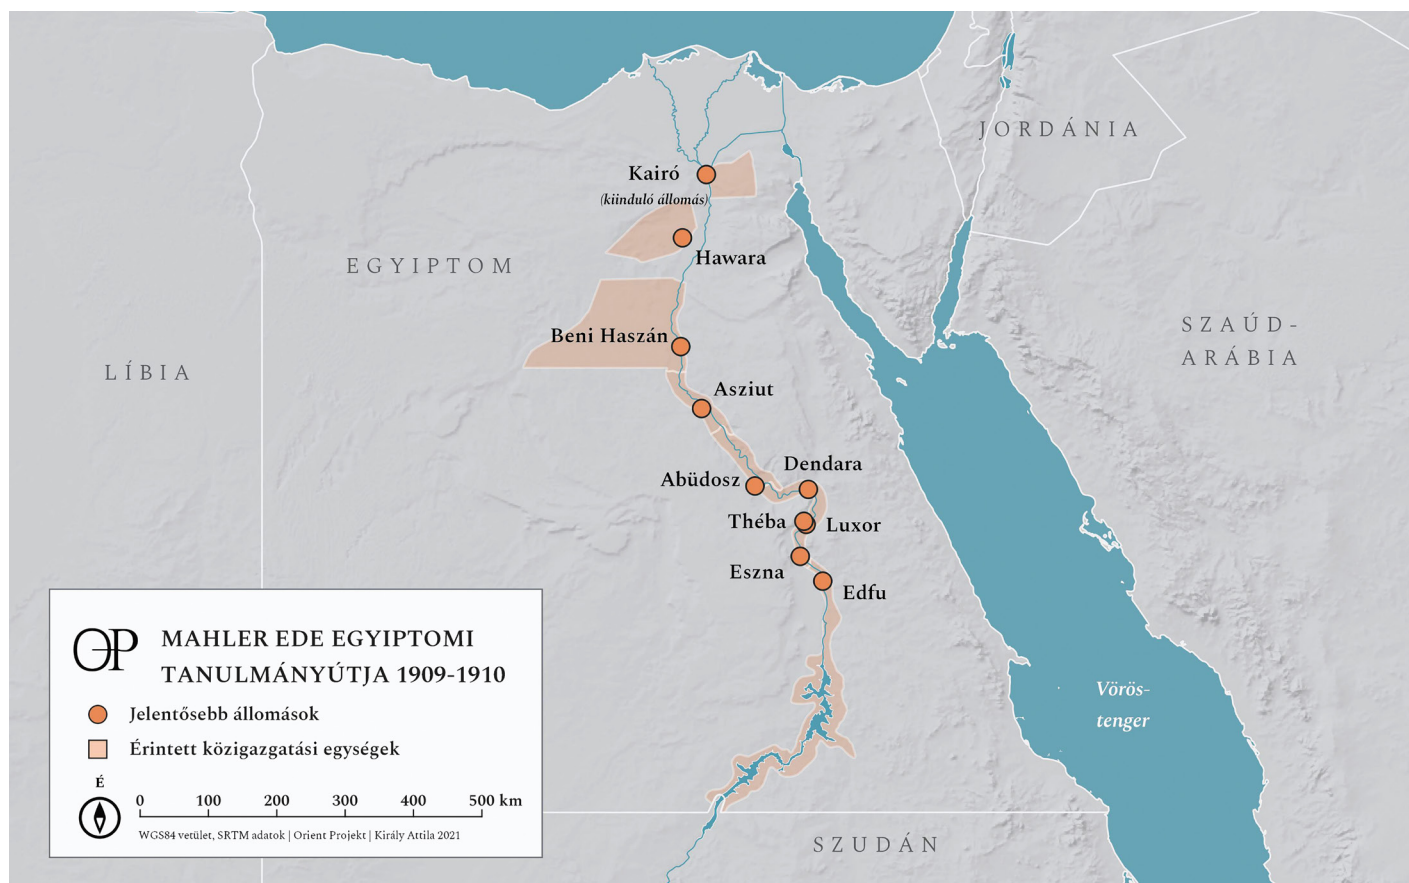 JORDÁNIA
Kairó
(kiinduló állomás)
Hawara
EGYIPTOM
SZAÚD-
ARÁBIA
Beni Haszán
LÍBIA
Asziut
Dendara
Abüdosz
Théba
Luxor
Eszna
Edfu
OP
MAHLER EDE EGYIPTOMI
TANULMÁNYÚTJA 1909-1910
Jelentősebb állomások
Érintett közigazgatási egységek
É
0 100 200 300 400 500 km
WGS84 vetület, SRTM adatok | Orient Projekt | Király Attila 2021
Vörös-
tenger
SZUDÁN